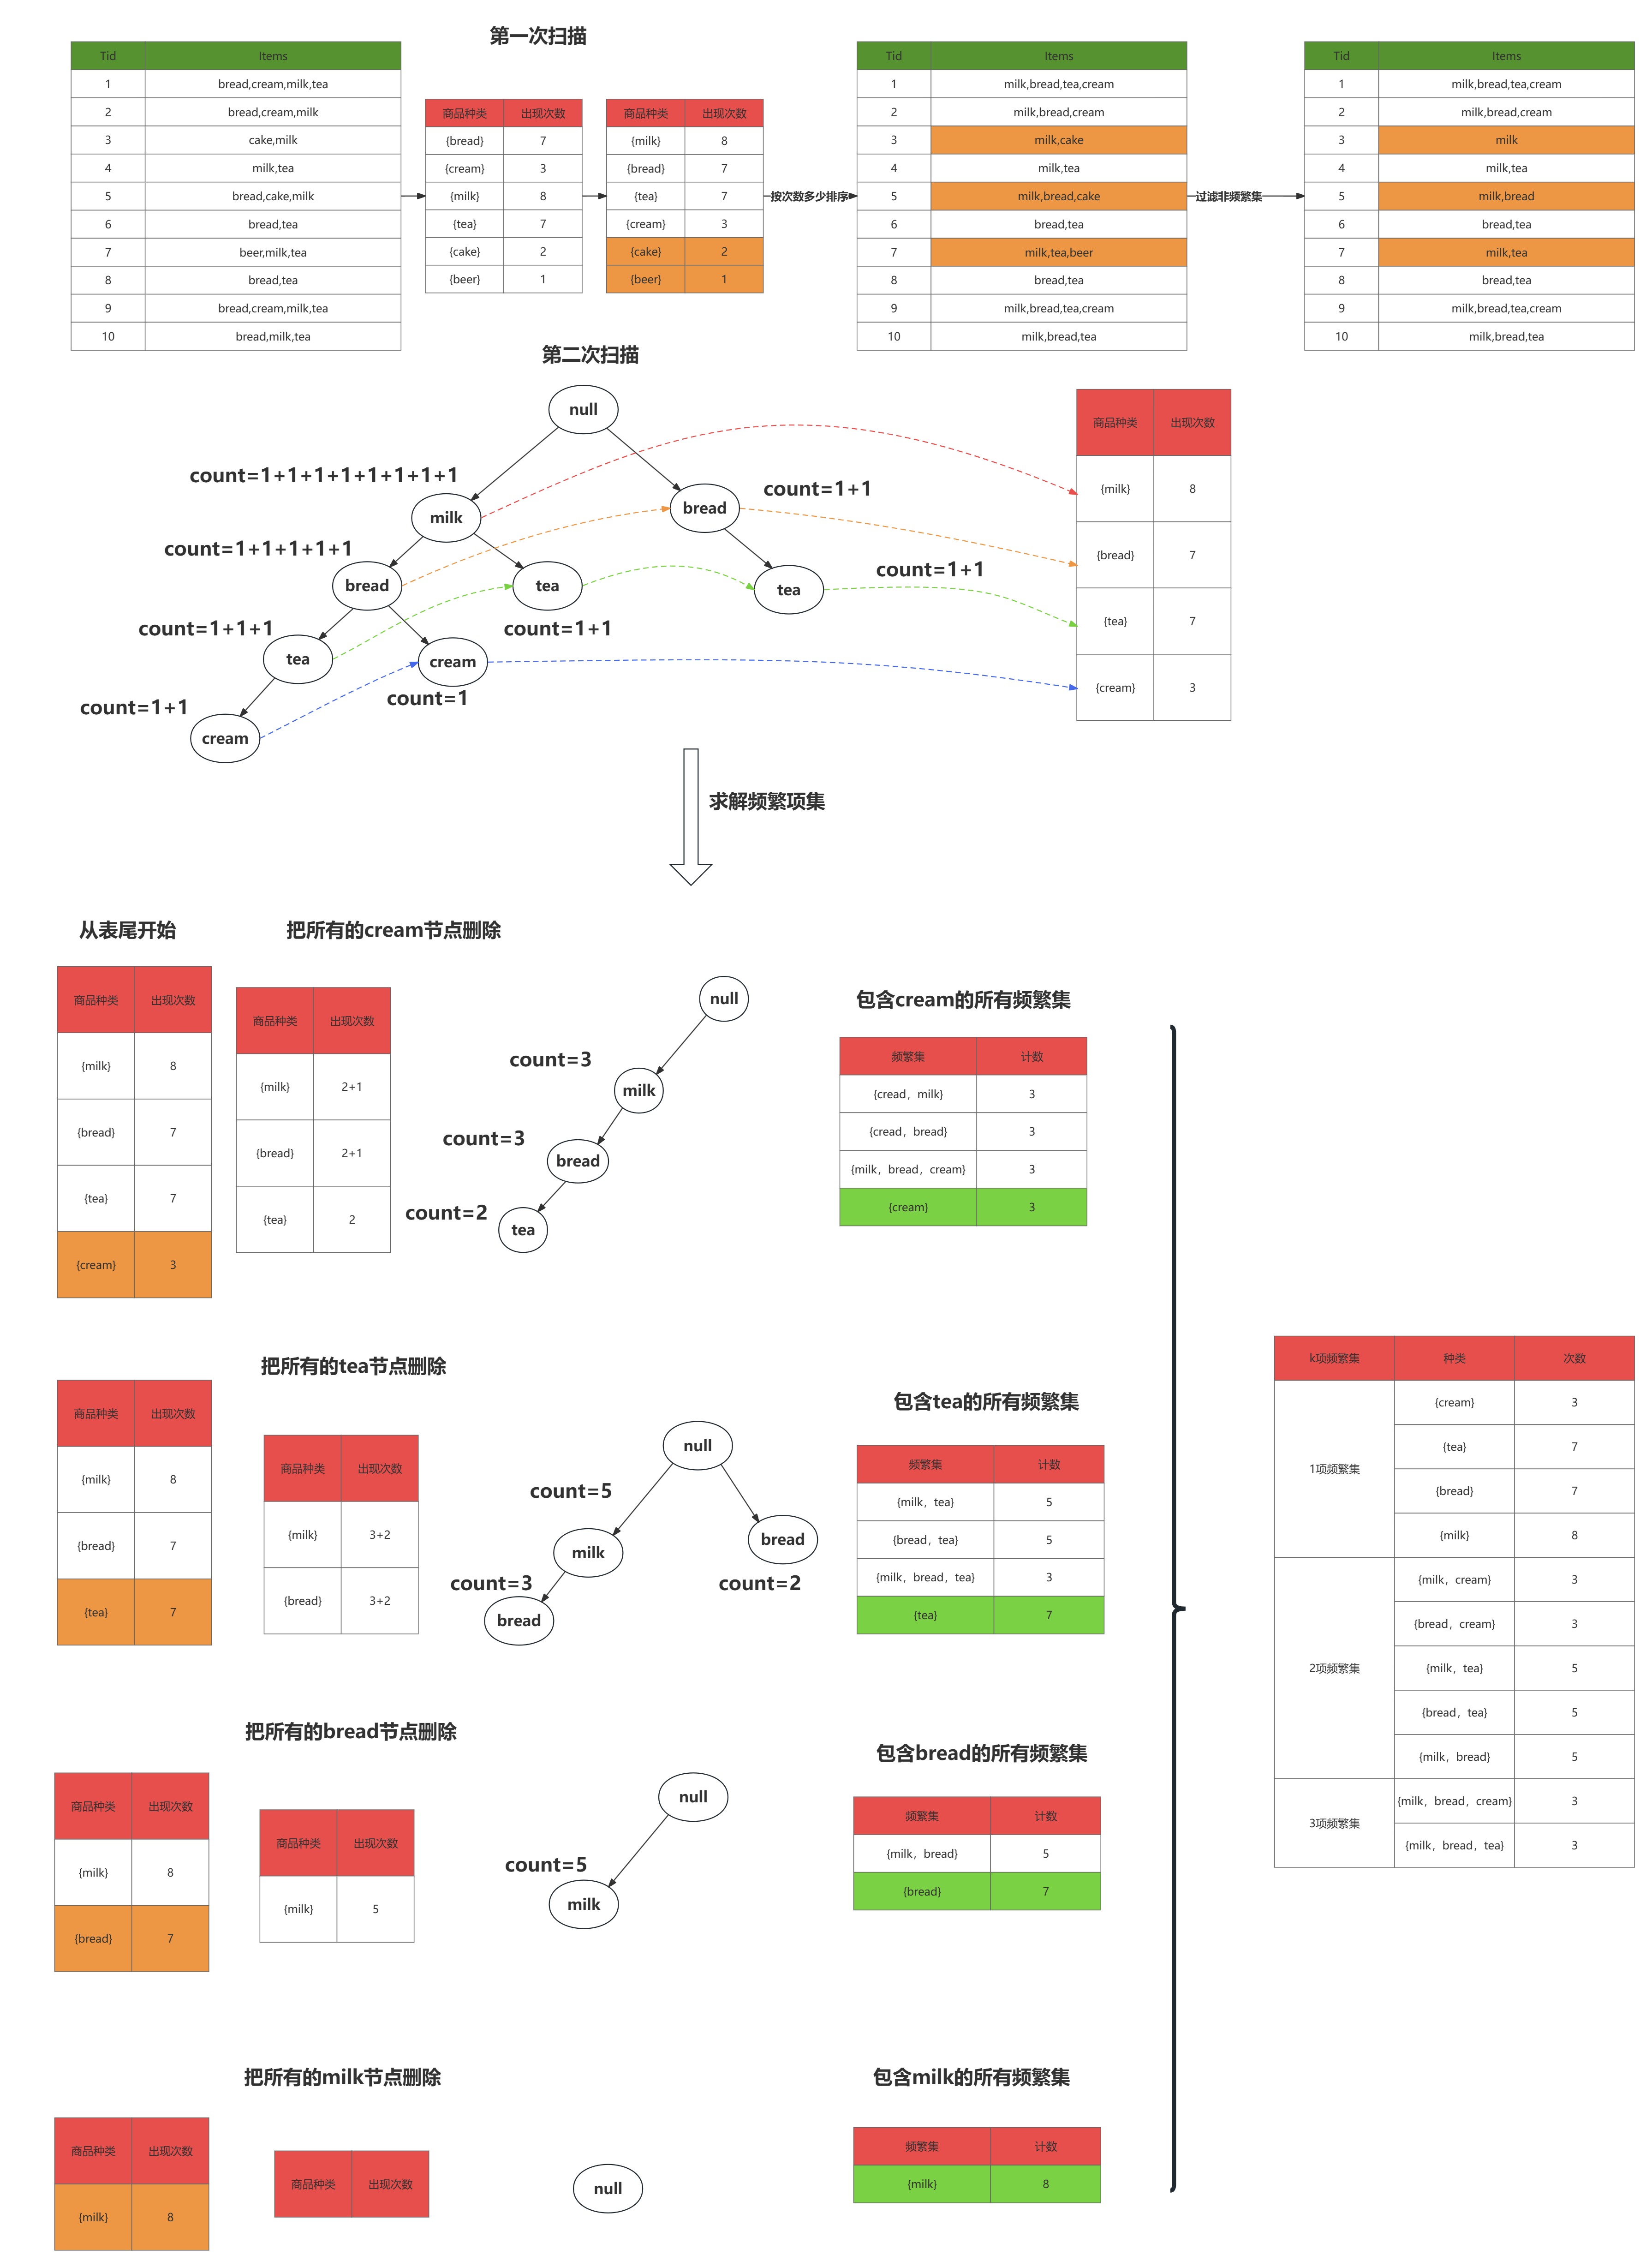 第一次扫描
Tid Items
1 bread,cream,milk,tea
2 bread,cream,milk
3 cake,milk
4 milk,tea
5 bread,cake,milk
6 bread,tea
7 beer,milk,tea
8 bread,tea
9 bread,cream,milk,tea
10 bread,milk,tea
商品种类 出现次数
{bread} 7
{cream} 3
{milk} 8
{tea} 7
{cake} 2
{beer} 1
商品种类 出现次数
{milk} 8
{bread} 7
{tea} 7
{cream} 3
{cake} 2
{beer} 1
按次数多少排序
Tid Items
1 milk,bread,tea,cream
2 milk,bread,cream
3 milk,cake
4 milk,tea
5 milk,bread,cake
6 bread,tea
7 milk,tea,beer
8 bread,tea
9 milk,bread,tea,cream
10 milk,bread,tea
过滤非频繁集
Tid Items
1 milk,bread,tea,cream
2 milk,bread,cream
3 milk
4 milk,tea
5 milk,bread
6 bread,tea
7 milk,tea
8 bread,tea
9 milk,bread,tea,cream
10 milk,bread,tea
第二次扫描
null
count=1+1+1+1+1+1+1+1
milk
count=1+1
bread
count=1+1+1+1+1
bread
tea
count=1+1
tea
count=1+1
count=1+1+1
tea
cream
count=1
count=1+1
cream
商品种类 出现次数
{milk} 8
{bread} 7
{tea} 7
{cream} 3
求解频繁项集
从表尾开始
把所有的cream节点删除
商品种类 出现次数
{milk} 8
{bread} 7
{tea} 7
{cream} 3
商品种类 出现次数
{milk} 2+1
{bread} 2+1
{tea} 2
null
count=3
milk
count=3
bread
count=2
tea
包含cream的所有频繁集
频繁集 计数
{cread，milk} 3
{cread，bread} 3
{milk，bread，cream} 3
{cream} 3
把所有的tea节点删除
商品种类 出现次数
{milk} 8
{bread} 7
{tea} 7
商品种类 出现次数
{milk} 3+2
{bread} 3+2
null
count=5
milk
bread
count=3
count=2
bread
包含tea的所有频繁集
频繁集 计数
{milk，tea} 5
{bread，tea} 5
{milk，bread，tea} 3
{tea} 7
把所有的bread节点删除
商品种类 出现次数
{milk} 8
{bread} 7
商品种类 出现次数
{milk} 5
null
count=5
milk
包含bread的所有频繁集
频繁集 计数
{milk，bread} 5
{bread} 7
把所有的milk节点删除
商品种类 出现次数
{milk} 8
商品种类 出现次数
null
包含milk的所有频繁集
频繁集 计数
{milk} 8
k项频繁集 种类 次数
1项频繁集
{cream} 3
{tea} 7
{bread} 7
{milk} 8
2项频繁集
{milk，cream} 3
{bread，cream} 3
{milk，tea} 5
{bread，tea} 5
{milk，bread} 5
3项频繁集
{milk，bread，cream} 3
{milk，bread，tea} 3